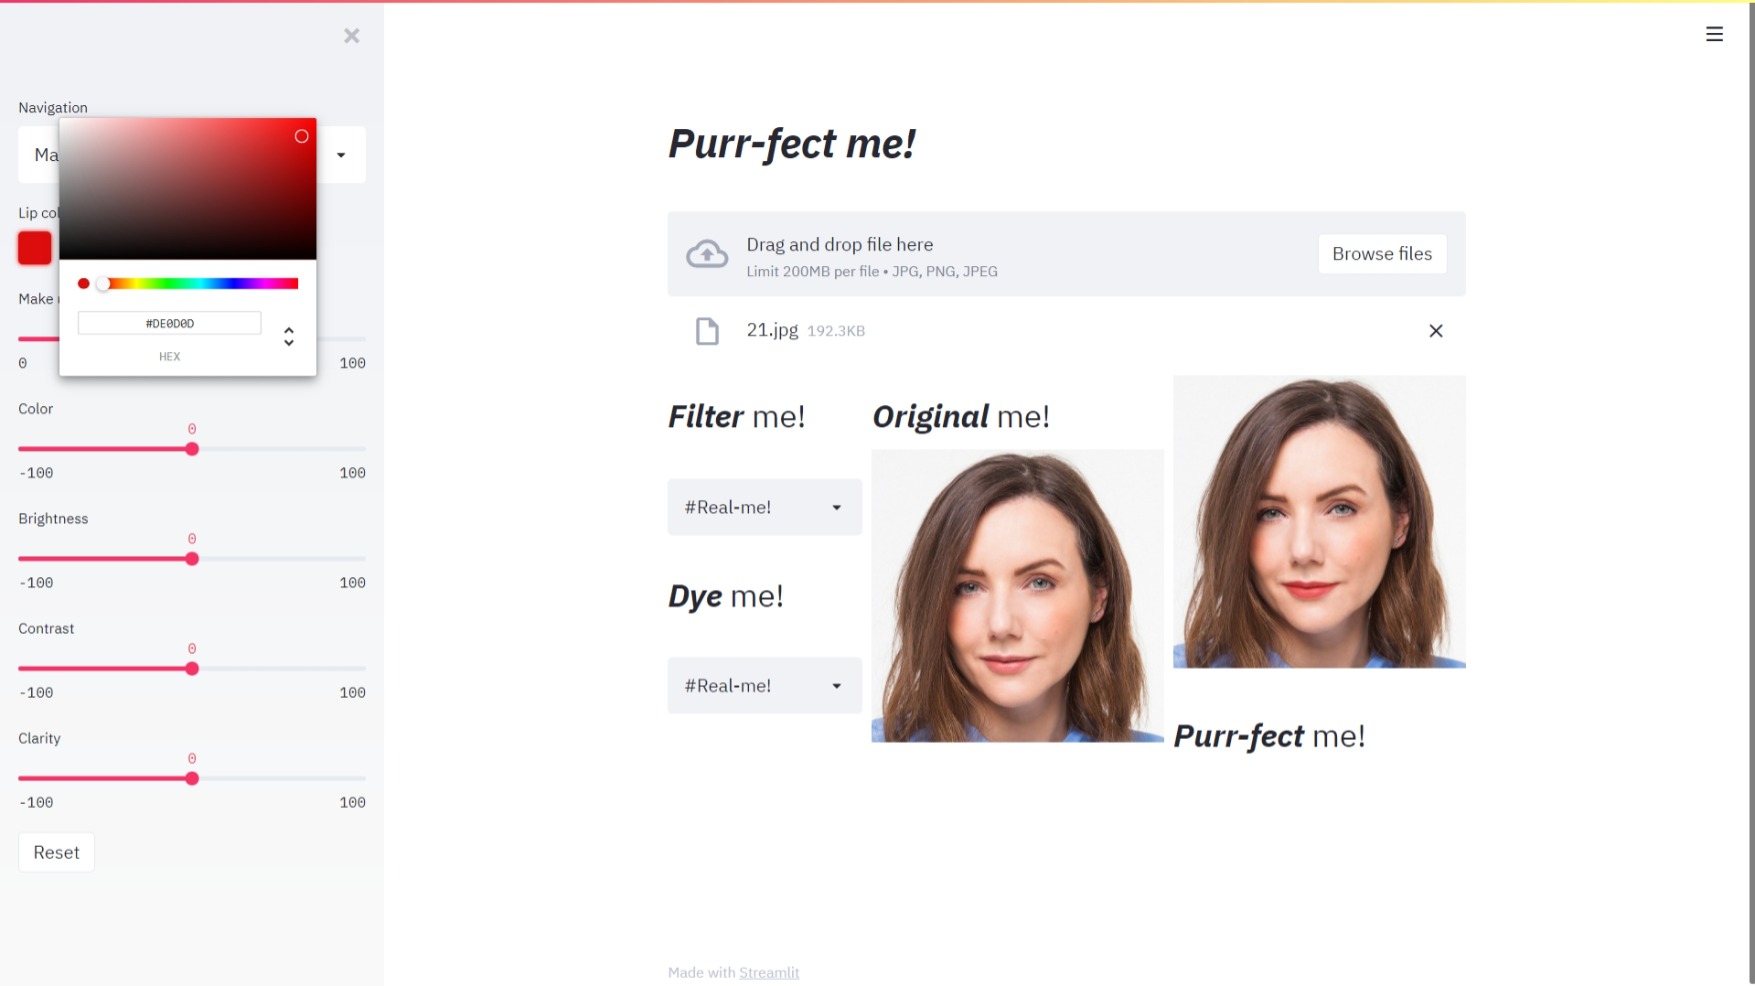 Navigation
Ma
Lip col
Make
0 100
Color
0
-100 100
Brightness
0
-100 100
Contrast
0
-100 100
Clarity
0
-100 100
Reset
#DE0D0D
HEX
Purr-fect me!
Drag and drop file here
Limit 200MB per file • JPG, PNG, JPEG
Browse files
21.jpg 192.3KB
Filter me!
#Real-me!
Dye me!
#Real-me!
Original me!
Purr-fect me!
Made with Streamlit